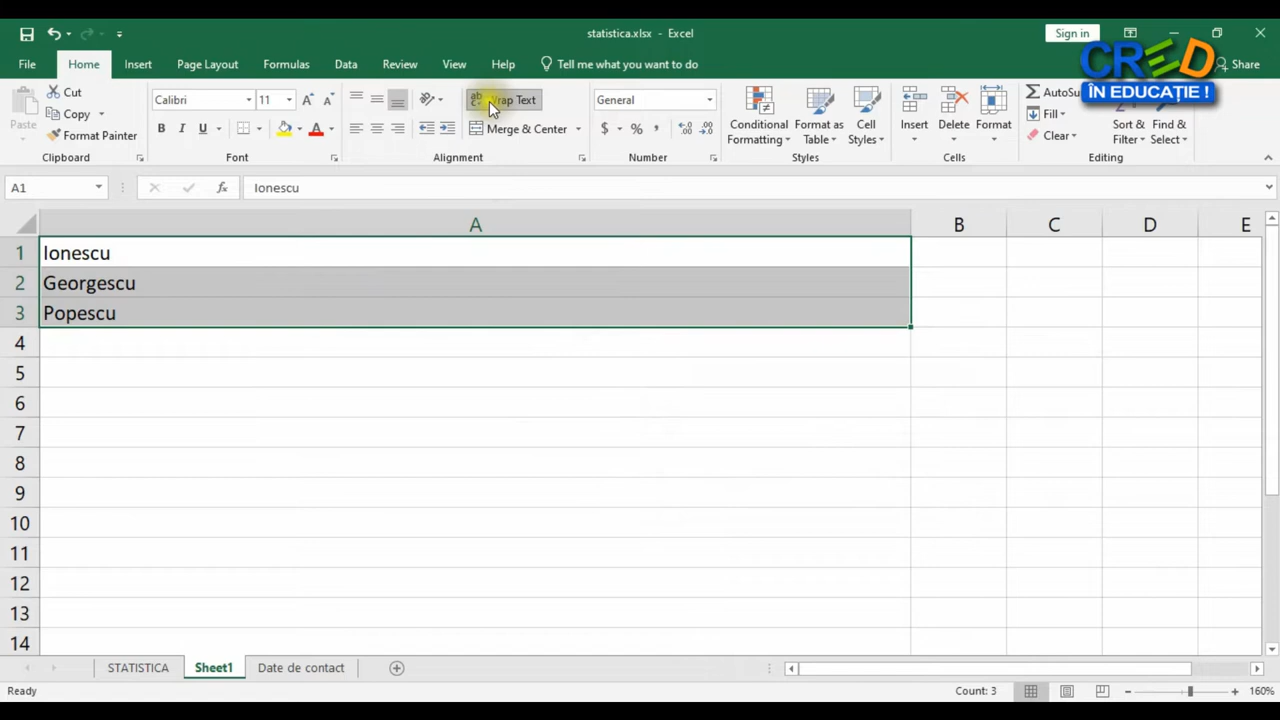 statistica.xlsx - Excel
Sign in
CRED
ÎN EDUCAȚIE !
File Home Insert Page Layout Formulas Data Review View Help Tell me what you want to do Share
Paste
Cut
Copy
Format Painter
Clipboard
Calibri 11
B I U
A
Font
Wrap Text
Merge & Center
Alignment
General
$ % ,
Number
Conditional Formatting
Format as Table
Cell Styles
Styles
Insert Delete Format
Cells
AutoSu
Fill
Clear
Sort & Filter
Find & Select
Editing
A1 fx Ionescu
A B C D E
1 Ionescu
2 Georgescu
3 Popescu
4
5
6
7
8
9
10
11
12
13
14
STATISTICA Sheet1 Date de contact
Ready Count: 3 160%